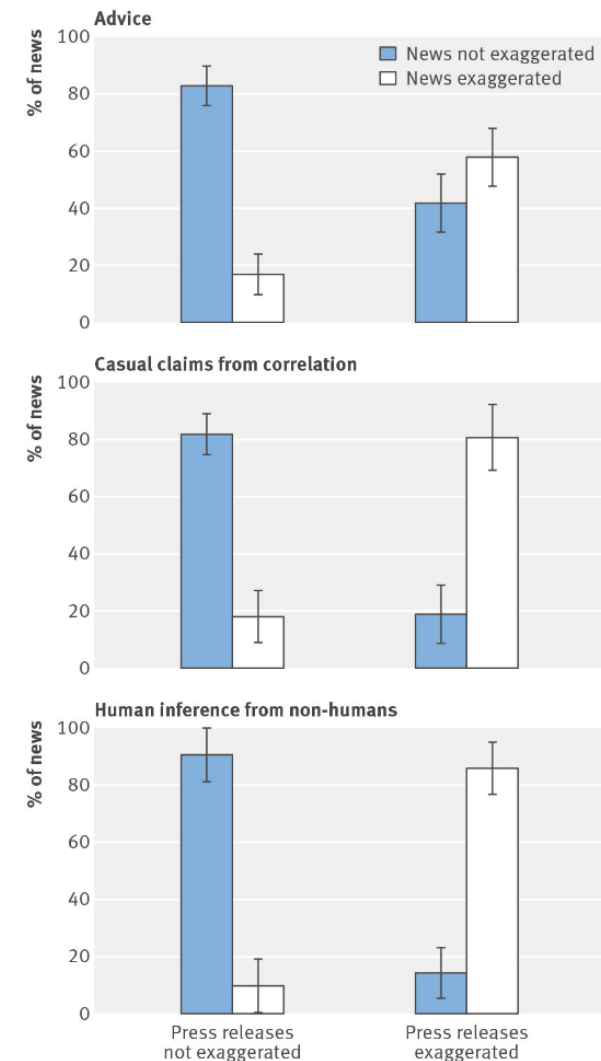 Advice
% of news
100
80
60
40
20
0
News not exaggerated
News exaggerated
Casual claims from correlation
% of news
100
80
60
40
20
0
Human inference from non-humans
% of news
100
80
60
40
20
0
Press releases
not exaggerated
Press releases
exaggerated